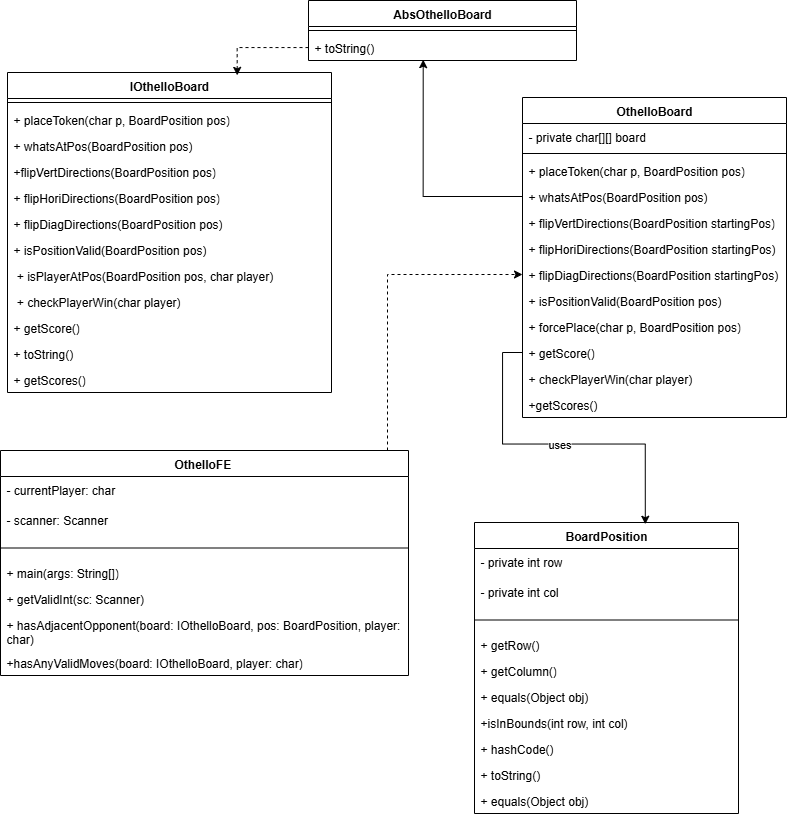 AbsOthelloBoard
+ toString()
IOthelloBoard
+ placeToken(char p, BoardPosition pos)
+ whatsAtPos(BoardPosition pos)
+flipVertDirections(BoardPosition pos)
+ flipHoriDirections(BoardPosition pos)
+ flipDiagDirections(BoardPosition pos)
+ isPositionValid(BoardPosition pos)
+ isPlayerAtPos(BoardPosition pos, char player)
+ checkPlayerWin(char player)
+ getScore()
+ toString()
+ getScores()
OthelloBoard
- private char[][] board
+ placeToken(char p, BoardPosition pos)
+ whatsAtPos(BoardPosition pos)
+ flipVertDirections(BoardPosition startingPos)
+ flipHoriDirections(BoardPosition startingPos)
+ flipDiagDirections(BoardPosition startingPos)
+ isPositionValid(BoardPosition pos)
+ forcePlace(char p, BoardPosition pos)
+ getScore()
+ checkPlayerWin(char player)
+getScores()
uses
OthelloFE
- currentPlayer: char
- scanner: Scanner
+ main(args: String[])
+ getValidInt(sc: Scanner)
+ hasAdjacentOpponent(board: IOthelloBoard, pos: BoardPosition, player:
char)
+hasAnyValidMoves(board: IOthelloBoard, player: char)
BoardPosition
- private int row
- private int col
+ getRow()
+ getColumn()
+ equals(Object obj)
+isInBounds(int row, int col)
+ hashCode()
+ toString()
+ equals(Object obj)